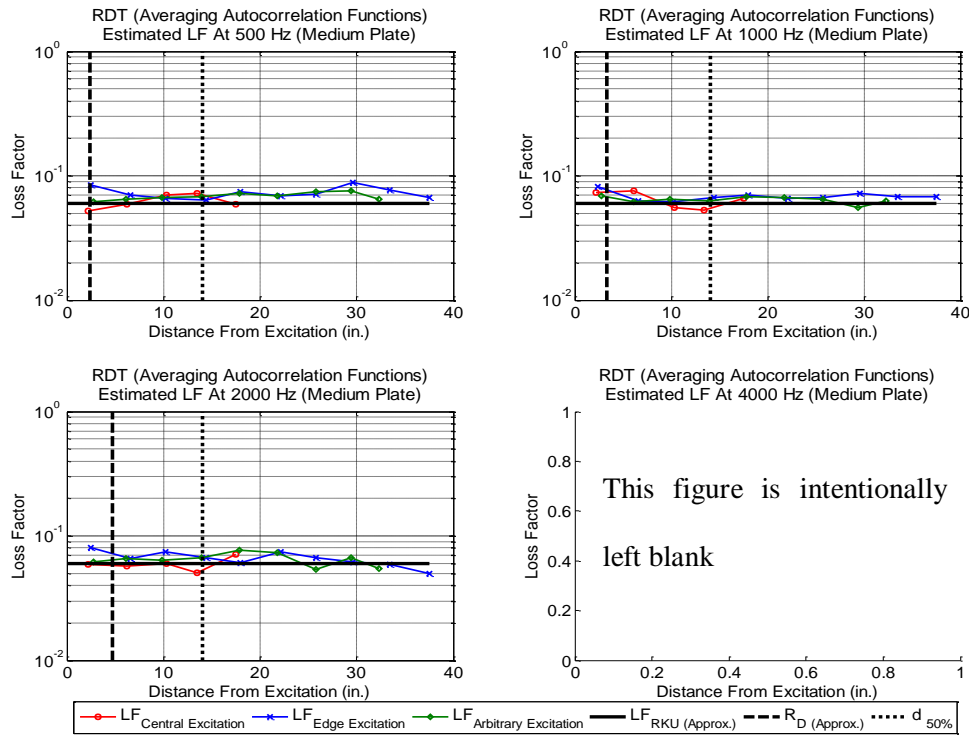 RDT (Averaging Autocorrelation Functions)
Estimated LF At 500 Hz (Medium Plate)
10^0
10^-1
10^-2
Loss Factor
0 10 20 30 40
Distance From Excitation (in.)
RDT (Averaging Autocorrelation Functions)
Estimated LF At 1000 Hz (Medium Plate)
10^0
10^-1
10^-2
Loss Factor
0 10 20 30 40
Distance From Excitation (in.)
RDT (Averaging Autocorrelation Functions)
Estimated LF At 2000 Hz (Medium Plate)
10^0
10^-1
10^-2
Loss Factor
0 10 20 30 40
Distance From Excitation (in.)
RDT (Averaging Autocorrelation Functions)
Estimated LF At 4000 Hz (Medium Plate)
1
0.8
0.6
0.4
0.2
0
Loss Factor
This figure is intentionally
left blank
0 0.2 0.4 0.6 0.8 1
Distance From Excitation (in.)
LF Central Excitation LF Edge Excitation LF Arbitrary Excitation LF RKU (Approx.) R D (Approx.) d 50%